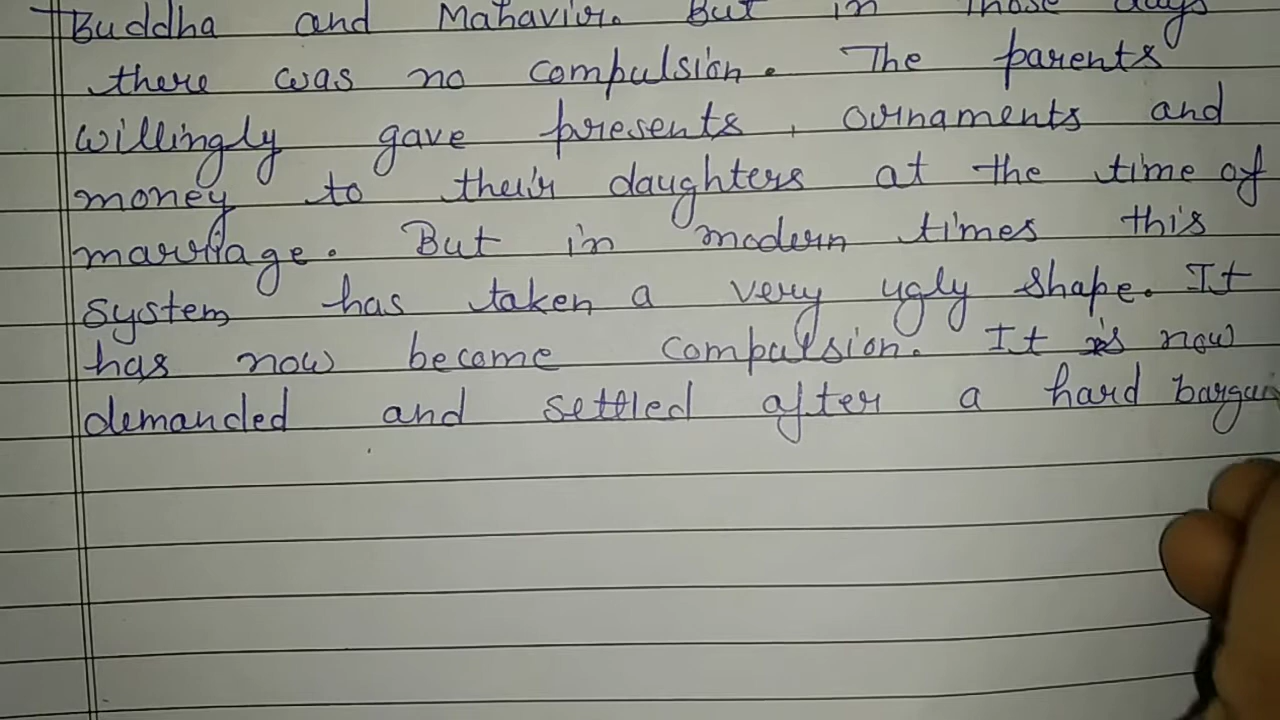 Buddha and Mahavir. But in those days
there was no compulsion. The parents
willingly gave presents, ornaments and
money to their daughters at the time of
marriage. But in modern times this
system has taken a very ugly shape. It
has now become compulsion. It is now
demanded and settled after a hard bargain